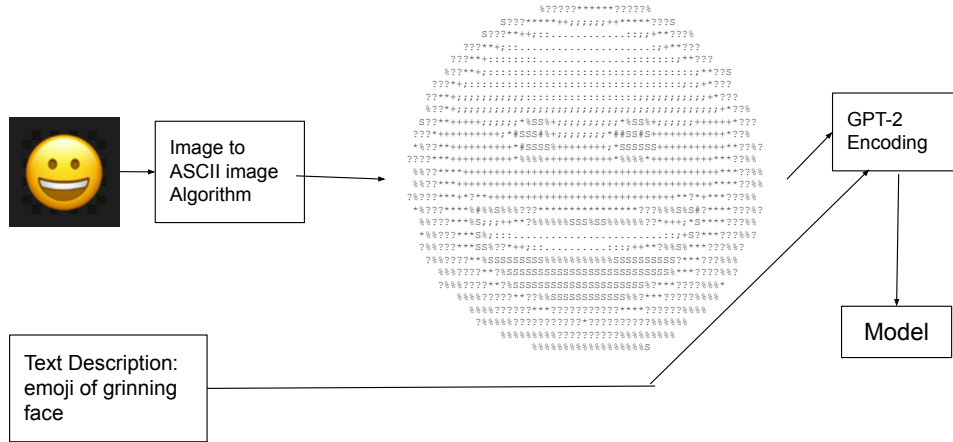 Image to
ASCII image
Algorithm
GPT-2
Encoding
Model
Text Description:
emoji of grinning
face